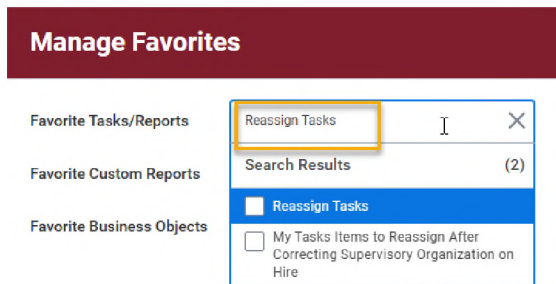 Manage Favorites
Favorite Tasks/Reports
Reassign Tasks
Search Results (2)
Favorite Custom Reports
Reassign Tasks
Favorite Business Objects
My Tasks Items to Reassign After
Correcting Supervisory Organization on
Hire